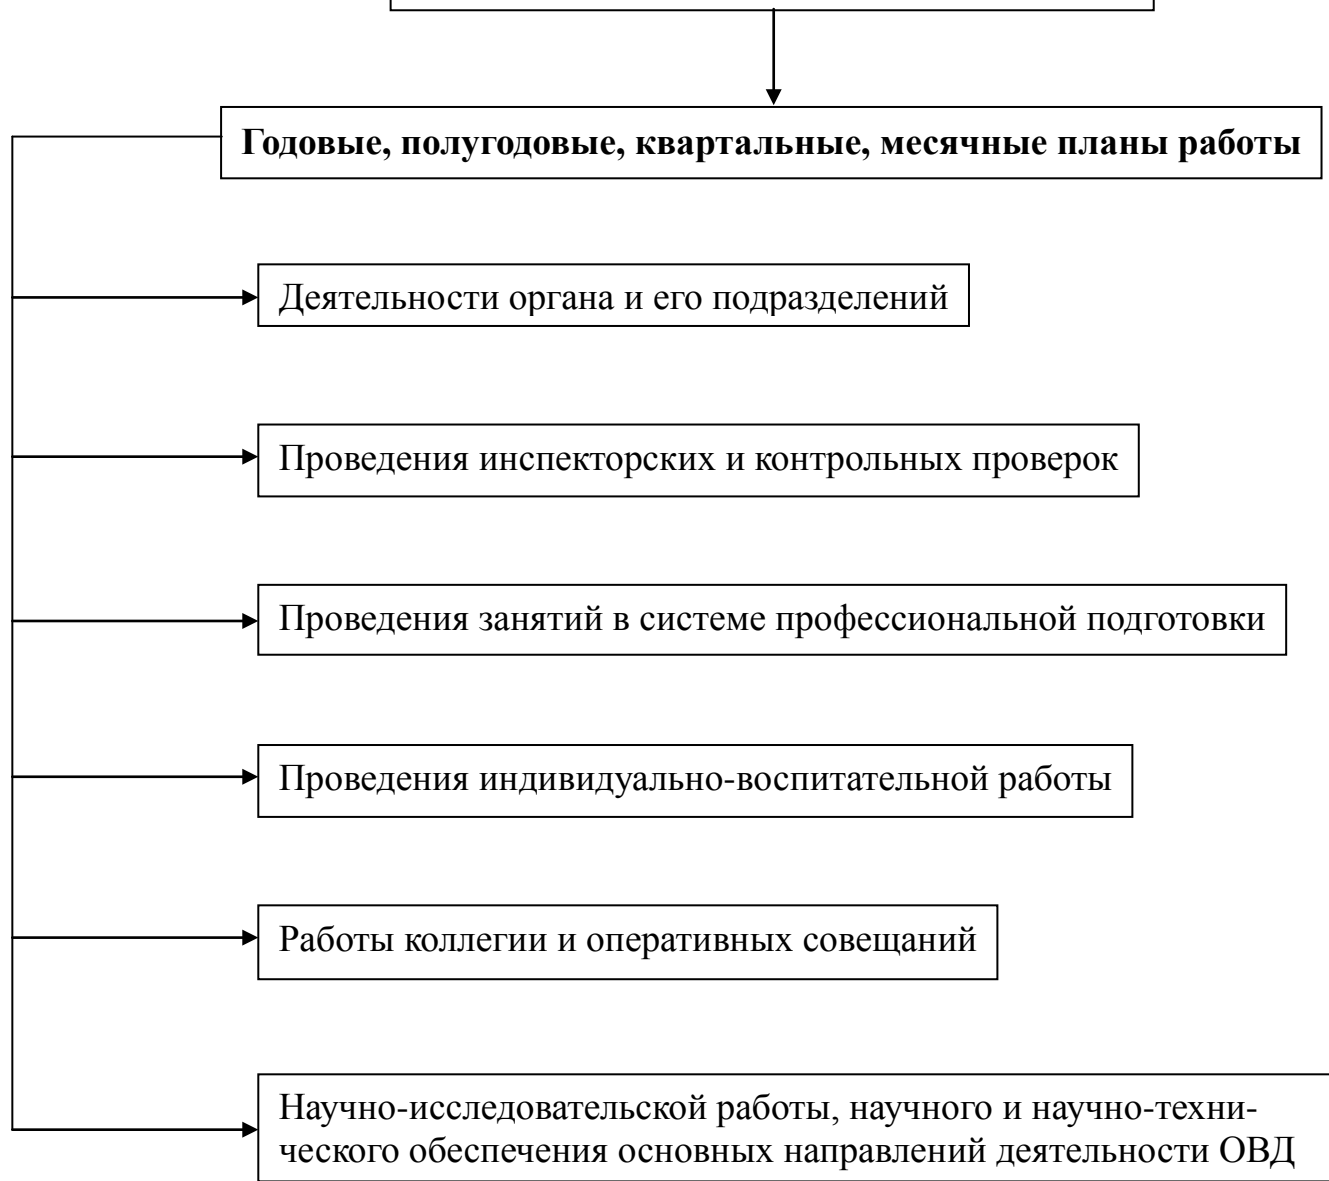 Годовые, полугодовые, квартальные, месячные планы работы
Деятельности органа и его подразделений
Проведения инспекторских и контрольных проверок
Проведения занятий в системе профессиональной подготовки
Проведения индивидуально-воспитательной работы
Работы коллегии и оперативных совещаний
Научно-исследовательской работы, научного и научно-техни-
ческого обеспечения основных направлений деятельности ОВД